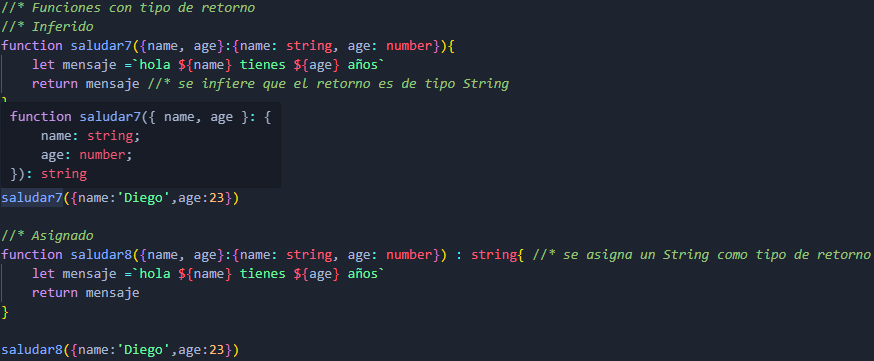 //* Funciones con tipo de retorno
//* Inferido
function saludar7({name, age}:{name: string, age: number}){
    let mensaje =`hola ${name} tienes ${age} años`
    return mensaje //* se infiere que el retorno es de tipo String
}
function saludar7({ name, age }: {
    name: string;
    age: number;
}): string
saludar7({name:'Diego',age:23})
//* Asignado
function saludar8({name, age}:{name: string, age: number}) : string{ //* se asigna un String como tipo de retorno
    let mensaje =`hola ${name} tienes ${age} años`
    return mensaje
}
saludar8({name:'Diego',age:23})